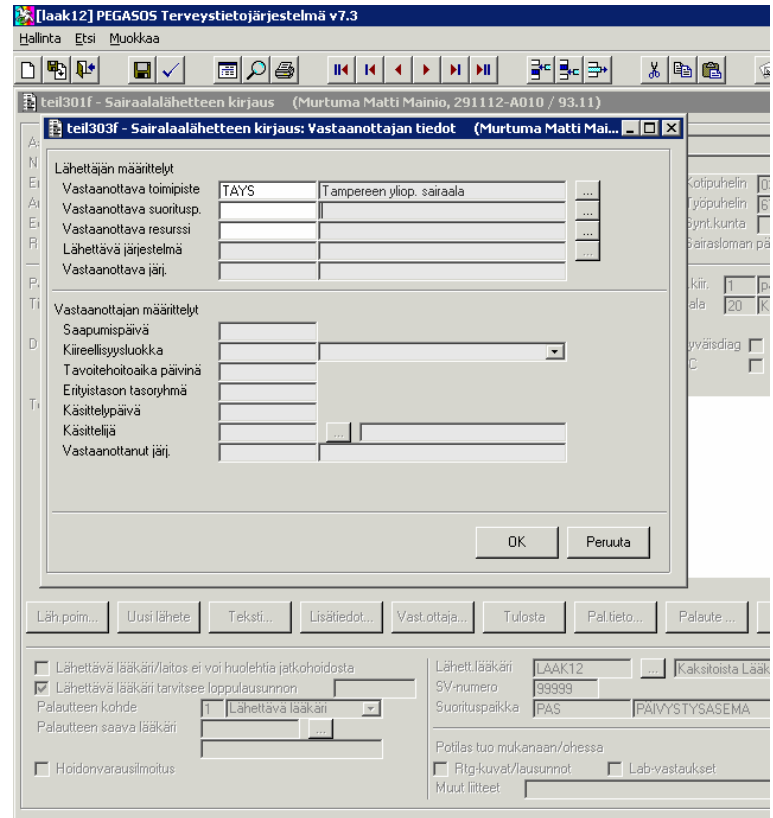 [laak12] PEGASOS Terveystietojärjestelmä v7.3
Hallinta Etsi Muokkaa
teil301f - Sairaalalähetteen kirjaus (Murtuma Matti Mainio, 291112-A010 / 93.11)
teil303f - Sairalaalähetteen kirjaus: Vastaanottajan tiedot (Murtuma Matti Mai...
Lähettäjän määrittelyt
Vastaanottava toimipiste TAYS Tampereen yliop. sairaala ...
Vastaanottava suoritusp. ...
Vastaanottava resurssi ...
Lähettävä järjestelmä ...
Vastaanottava järj.
Kotipuhelin
Työpuhelin
Synt.kunta
Sairasloman
Vastaanottajan määrittelyt
Saapumispäivä
Kiireellisyysluokka
Tavoitehoitoaika päivinä
Erityistason tasoryhmä
Käsittelypäivä
Käsittelijä ...
Vastaanottanut järj.
.kiir. 1
ala 20 K
yväisdiag
C
OK Peruuta
Läh.poim... Uusi lähete Teksti... Lisätiedot... Vast.ottaja... Tulosta Pal.tieto... Palaute ...
Lähettävä lääkäri/laitos ei voi huolehtia jatkohoidosta
Lähettävä lääkäri tarvitsee loppulausunnon
Palautteen kohde 1 Lähettävä lääkäri
Palautteen saava lääkäri ...
Hoidonvarausilmoitus
Lähett.lääkäri LAAK12 ... Kaksitoista Lääk
SV-numero 99999
Suorituspaikka PAS PÄIVYSTYSASEMA
Potilas tuo mukanaan/ohessa
Rtg-kuvat/lausunnot Lab-vastaukset
Muut liitteet